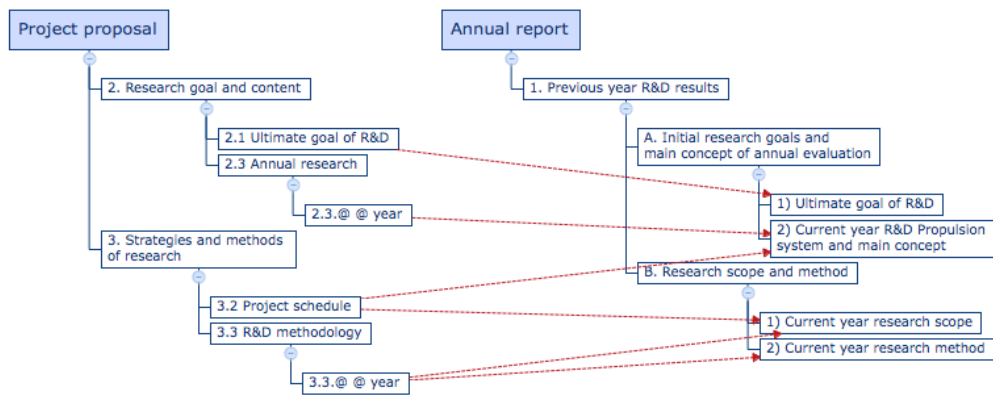 Project proposal
2. Research goal and content
2.1 Ultimate goal of R&D
2.3 Annual research
2.3.@ @ year
3. Strategies and methods
of research
3.2 Project schedule
3.3 R&D methodology
3.3.@ @ year
Annual report
1. Previous year R&D results
A. Initial research goals and
main concept of annual evaluation
1) Ultimate goal of R&D
2) Current year R&D Propulsion
system and main concept
B. Research scope and method
1) Current year research scope
2) Current year research method